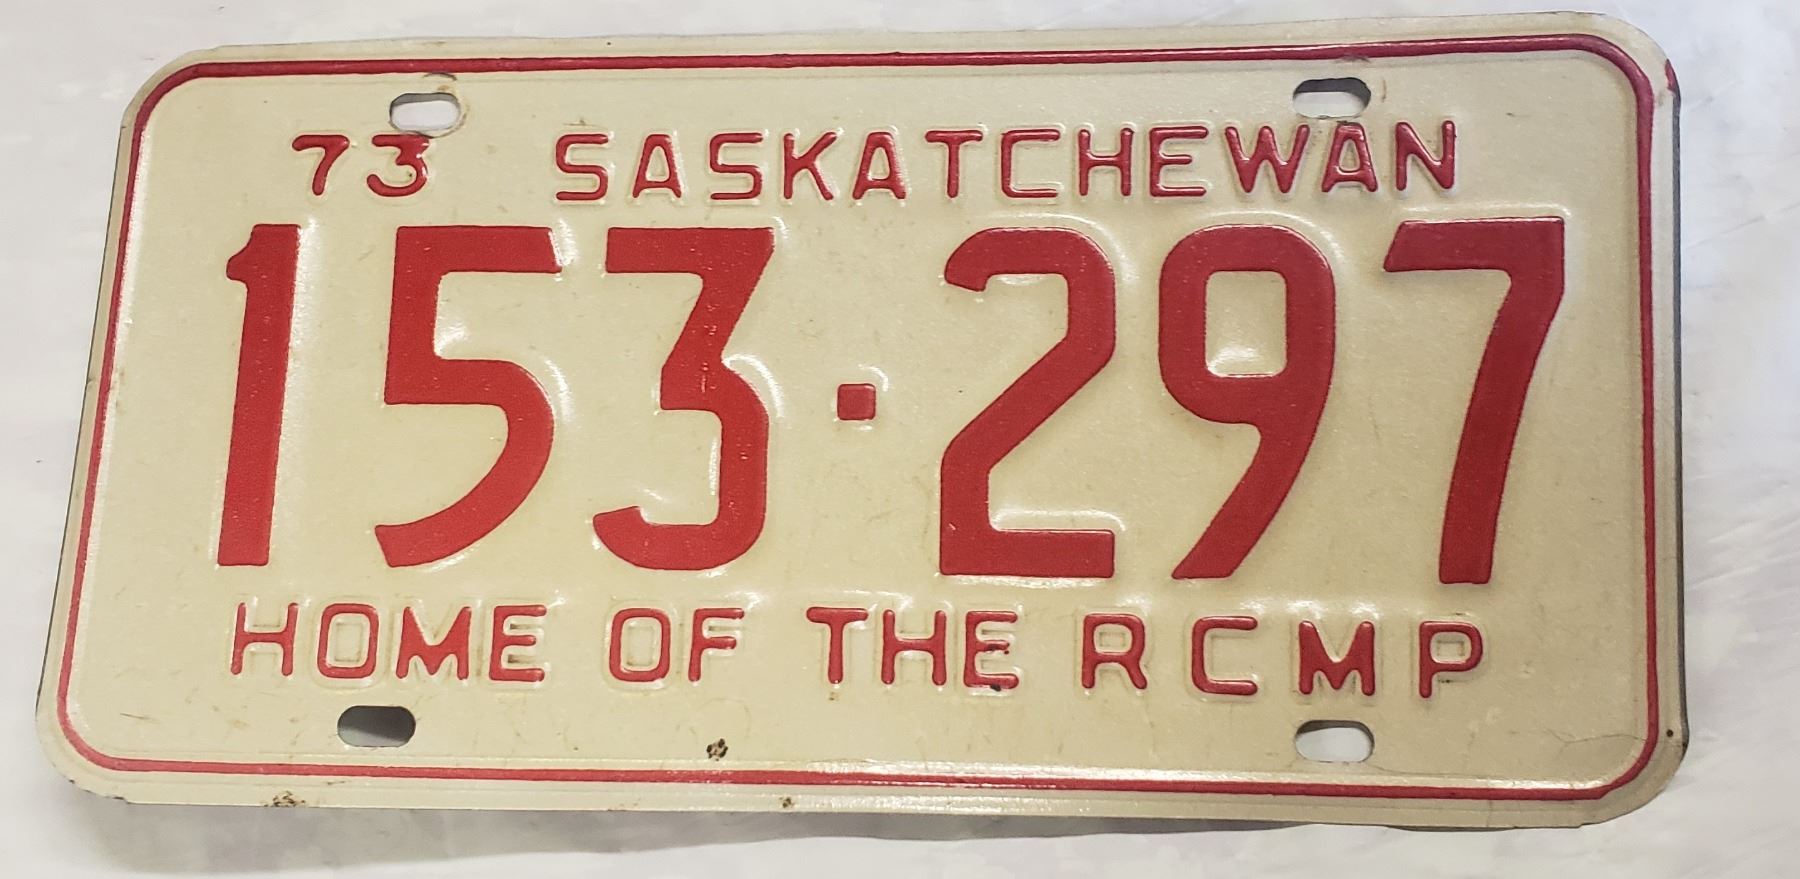 73 SASKATCHEWAN
153·297
HOME OF THE RCMP